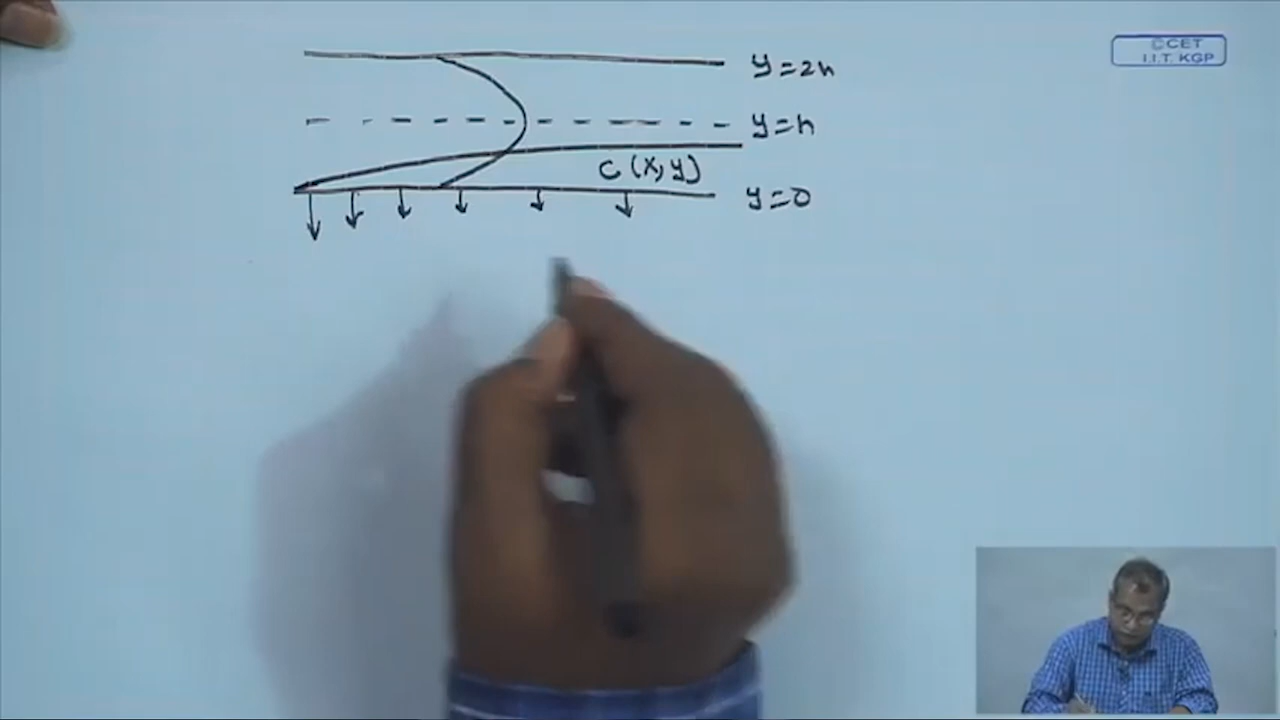 ©CET
I.I.T. KGP
y=2h
y=h
C(x,y)
y=0